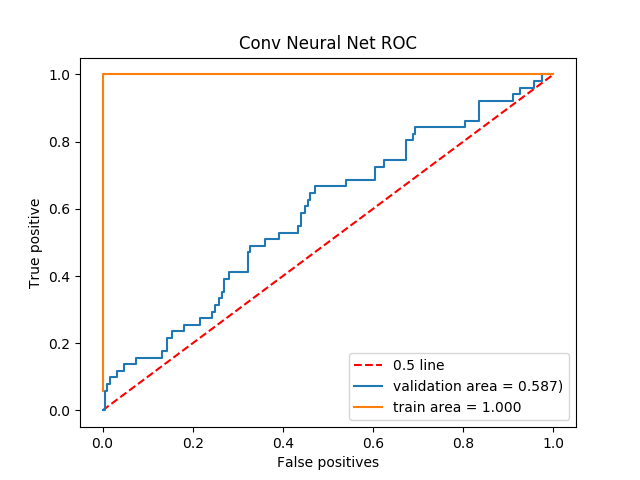 Conv Neural Net ROC
True positive
1.0
0.8
0.6
0.4
0.2
0.0
0.5 line
validation area = 0.587)
train area = 1.000
0.0 0.2 0.4 0.6 0.8 1.0
False positives